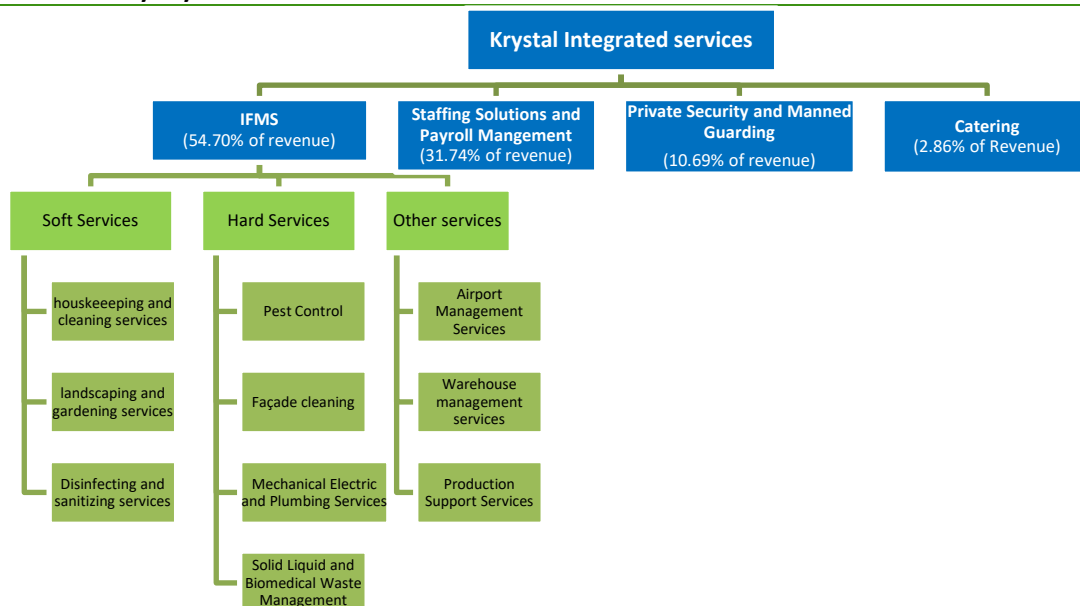 Krystal Integrated services
IFMS
(54.70% of revenue)
Staffing Solutions and
Payroll Mangement
(31.74% of revenue)
Private Security and Manned
Guarding
(10.69% of revenue)
Catering
(2.86% of Revenue)
Soft Services
Hard Services
Other services
houskeeeping and
cleaning services
landscaping and
gardening services
Disinfecting and
sanitizing services
Pest Control
Façade cleaning
Mechanical Electric
and Plumbing Services
Solid Liquid and
Biomedical Waste
Management
Airport
Management
Services
Warehouse
management
services
Production
Support Services